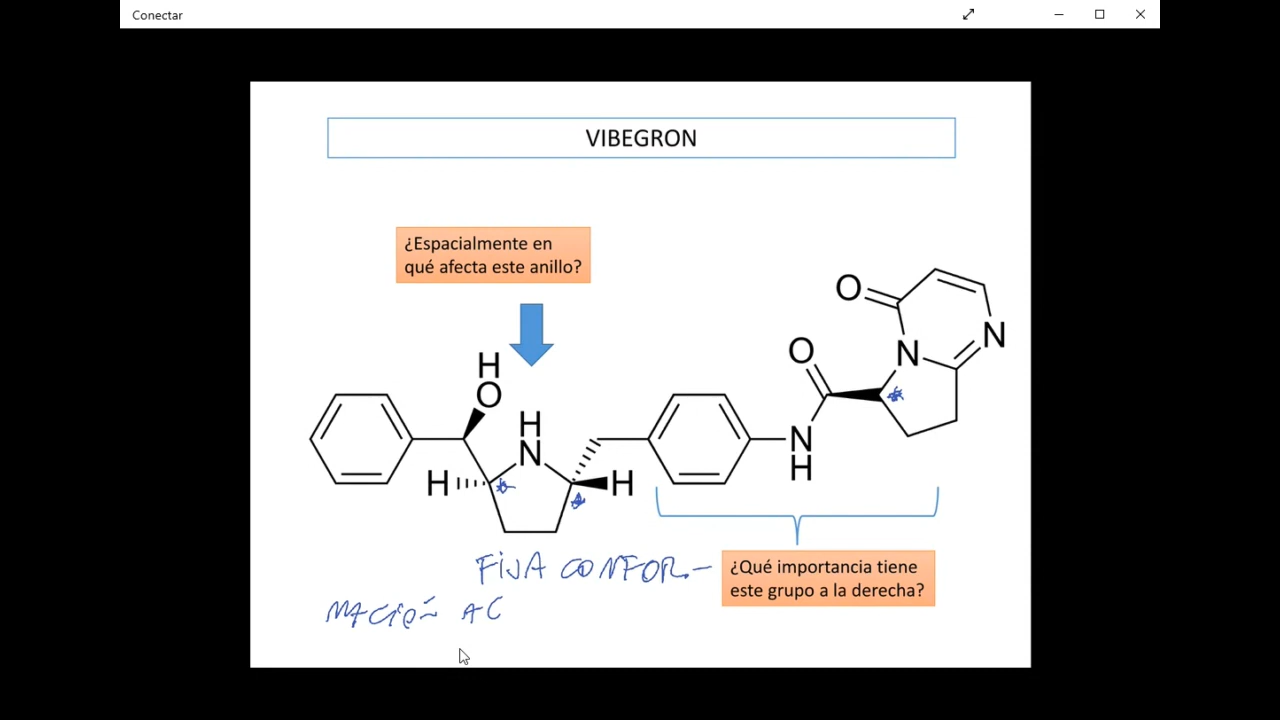 Conectar
VIBEGRON
¿Espacialmente en
qué afecta este anillo?
O
N
N
O
N
H
H
O
H
N
H
H
FIJA CONFOR.-
MACIÓN AC
¿Qué importancia tiene
este grupo a la derecha?